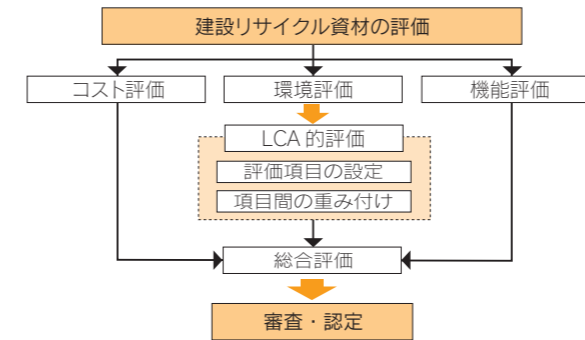 建設リサイクル資材の評価
コスト評価
環境評価
機能評価
LCA 的評価
評価項目の設定
項目間の重み付け
総合評価
審査・認定